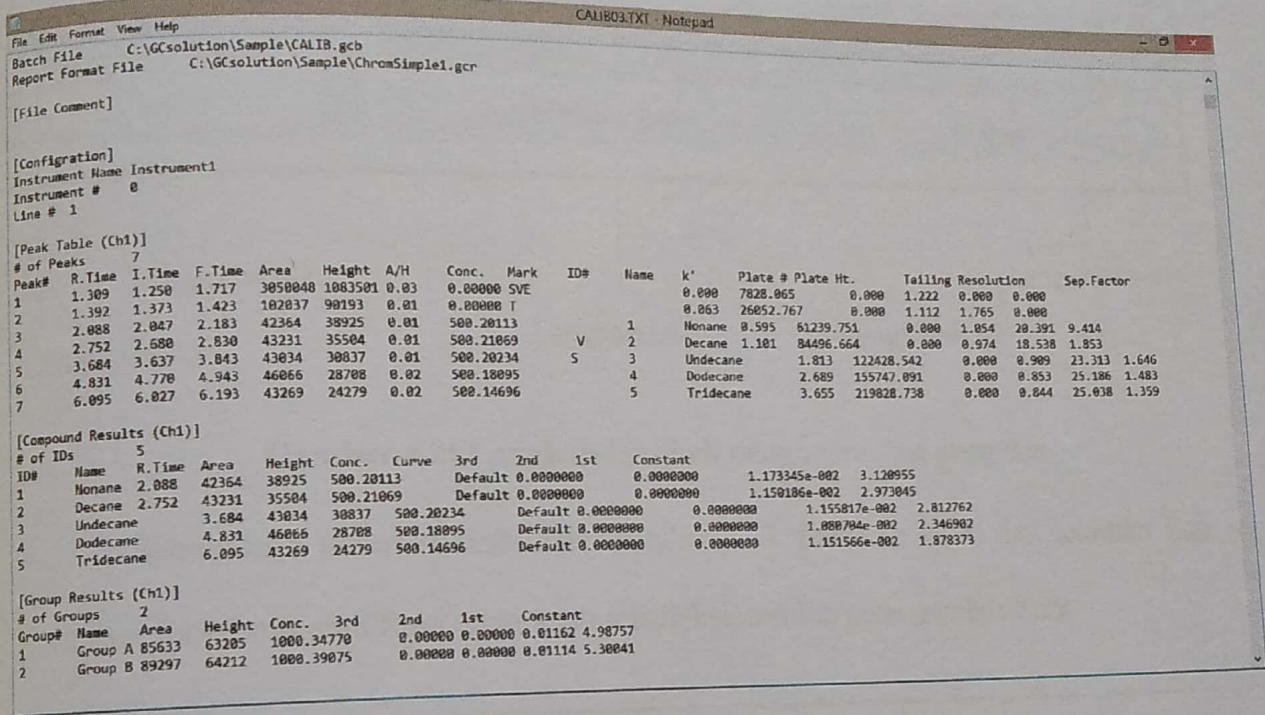 CALIB03.TXT - Notepad
File Edit Format View Help
Batch File C:\GCsolution\Sample\CALIB.gcb
Report Format File C:\GCsolution\Sample\ChromSimple1.gcr
[File Comment]
[Configration]
Instrument Name Instrument1
Instrument # 0
Line # 1
[Peak Table (Ch1)]
# of Peaks 7
Peak# R.Time I.Time F.Time Area Height A/H Conc. Mark ID# Name k' Plate # Plate Ht. Tailing Resolution Sep.Factor
1 1.309 1.250 1.717 3050048 1083501 0.03 0.00000 SVE 0.000 7828.065 0.000 1.222 0.000 0.000
2 1.392 1.373 1.423 102037 90193 0.01 0.00000 T 0.063 26052.767 0.000 1.112 1.765 0.000
3 2.088 2.047 2.183 42364 38925 0.01 500.20113 1 Nonane 0.595 61239.751 0.000 1.054 20.391 9.414
4 2.752 2.680 2.830 43231 35504 0.01 500.21069 V 2 Decane 1.101 84496.664 0.000 0.974 18.538 1.853
5 3.684 3.637 3.843 43034 30837 0.01 500.20234 S 3 Undecane 1.813 122428.542 0.000 0.909 23.313 1.646
6 4.831 4.770 4.943 46066 28708 0.02 500.18095 4 Dodecane 2.689 155747.091 0.000 0.853 25.186 1.483
7 6.095 6.027 6.193 43269 24279 0.02 500.14696 5 Tridecane 3.655 219828.738 0.000 0.844 25.038 1.359
[Compound Results (Ch1)]
# of IDs 5
ID# Name R.Time Area Height Conc. Curve 3rd 2nd 1st Constant
1 Nonane 2.088 42364 38925 500.20113 Default 0.0000000 0.0000000 1.173345e-002 3.120955
2 Decane 2.752 43231 35504 500.21069 Default 0.0000000 0.0000000 1.150186e-002 2.973045
3 Undecane 3.684 43034 30837 500.20234 Default 0.0000000 0.0000000 1.155817e-002 2.812762
4 Dodecane 4.831 46066 28708 500.18095 Default 0.0000000 0.0000000 1.080704e-002 2.346902
5 Tridecane 6.095 43269 24279 500.14696 Default 0.0000000 0.0000000 1.151566e-002 1.878373
[Group Results (Ch1)]
# of Groups 2
Group# Name Area Height Conc. 3rd 2nd 1st Constant
1 Group A 85633 63205 1000.34770 0.00000 0.00000 0.01162 4.98757
2 Group B 89297 64212 1000.39075 0.00000 0.00000 0.01114 5.30041